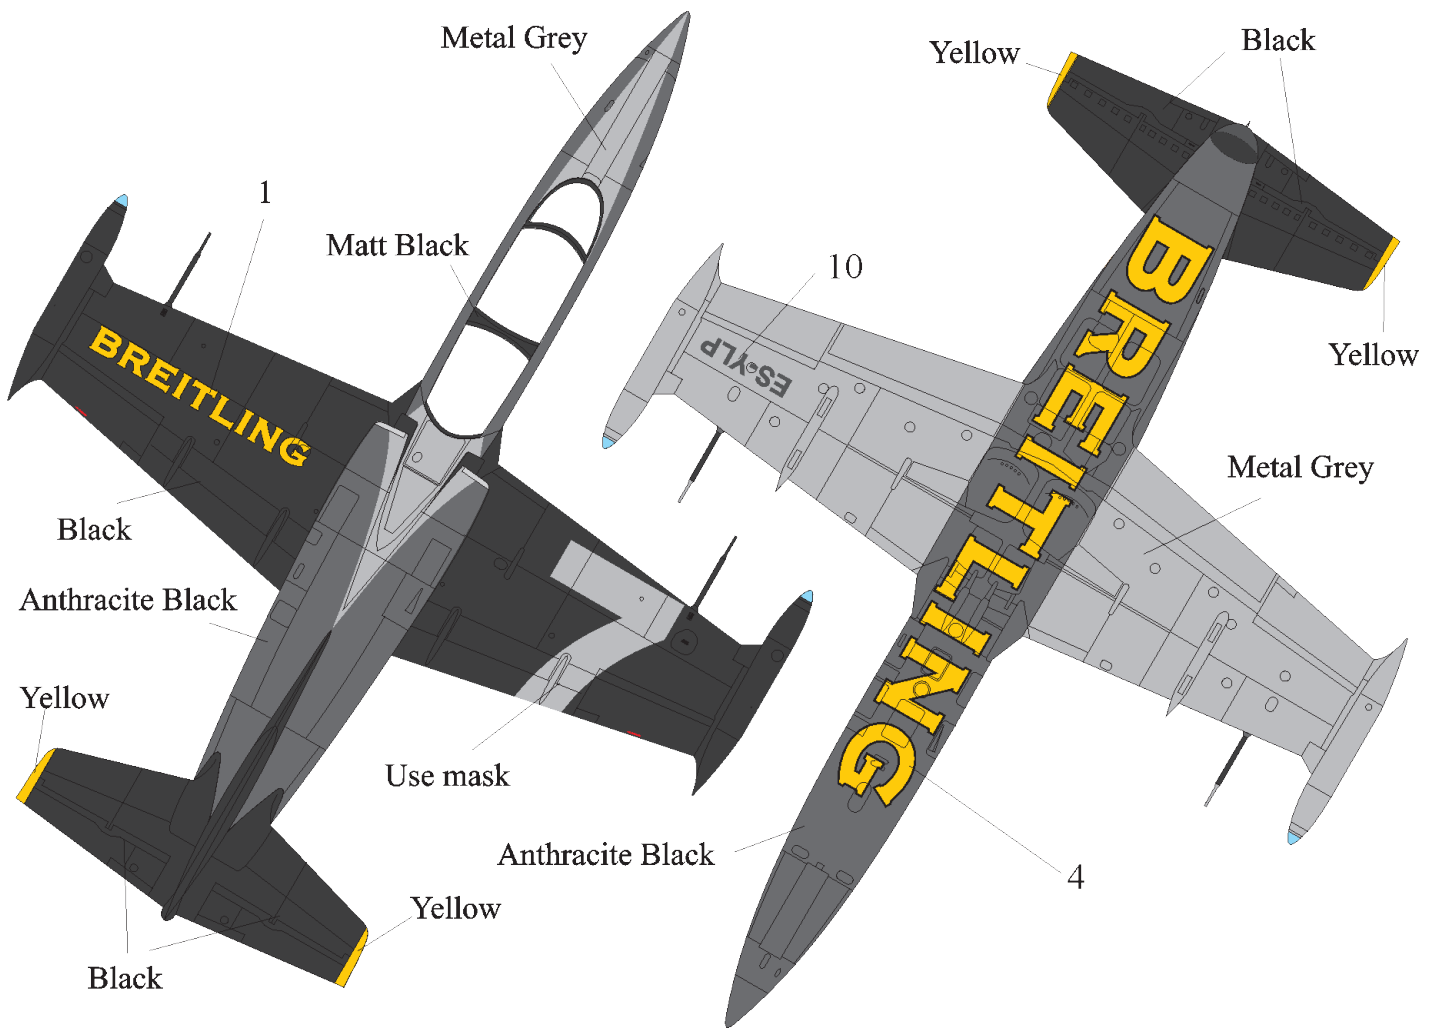 Metal Grey
1
Matt Black
BREITLING
Black
Anthracite Black
Yellow
Use mask
Yellow
Black
Yellow
Black
10
ES-YLP
Yellow
BREITLING
Metal Grey
Anthracite Black
4